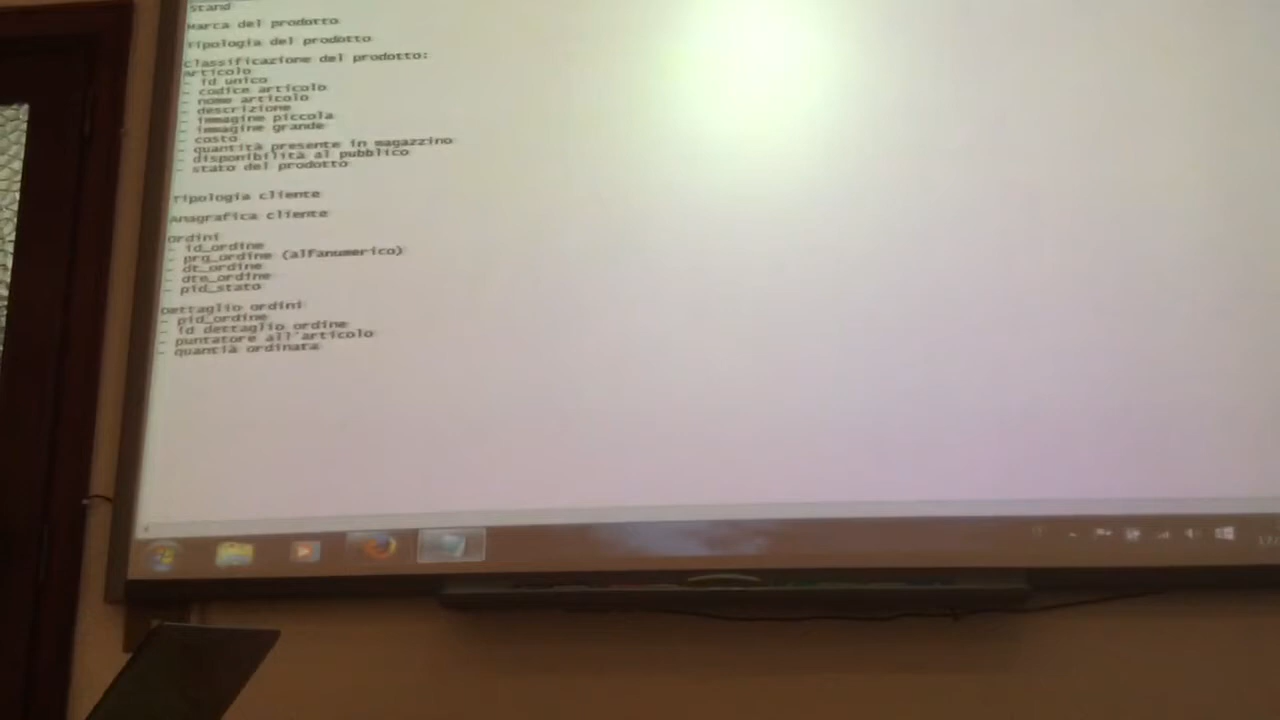 Stand
Marca del prodotto
Tipologia del prodotto
Classificazione del prodotto:
Articolo
- id unico
- codice articolo
- nome articolo
- descrizione
- immagine piccola
- immagine grande
- costo
- quantità presente in magazzino
- disponibilità al pubblico
- stato del prodotto
Tipologia cliente
Anagrafica cliente
Ordini
- id_ordine
- prg_ordine (alfanumerico)
- dt_ordine
- dte_ordine
- pid_stato
Dettaglio ordini
- pid_ordine
- id dettaglio ordine
- puntatore all'articolo
- quantià ordinata